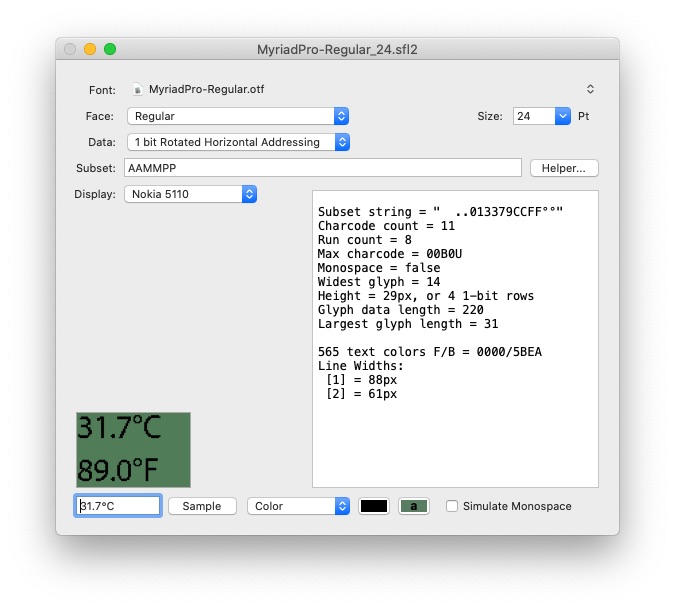 MyriadPro-Regular_24.sfl2
Font: MyriadPro-Regular.otf
Face: Regular Size: 24 Pt
Data: 1 bit Rotated Horizontal Addressing
Subset: AAMMPP Helper...
Display: Nokia 5110
Subset string = "  ..013379CCFF°°"
Charcode count = 11
Run count = 8
Max charcode = 00B0U
Monospace = false
Widest glyph = 14
Height = 29px, or 4 1-bit rows
Glyph data length = 220
Largest glyph length = 31
565 text colors F/B = 0000/5BEA
Line Widths:
[1] = 88px
[2] = 61px
31.7°C
89.0°F
31.7°C Sample Color a Simulate Monospace